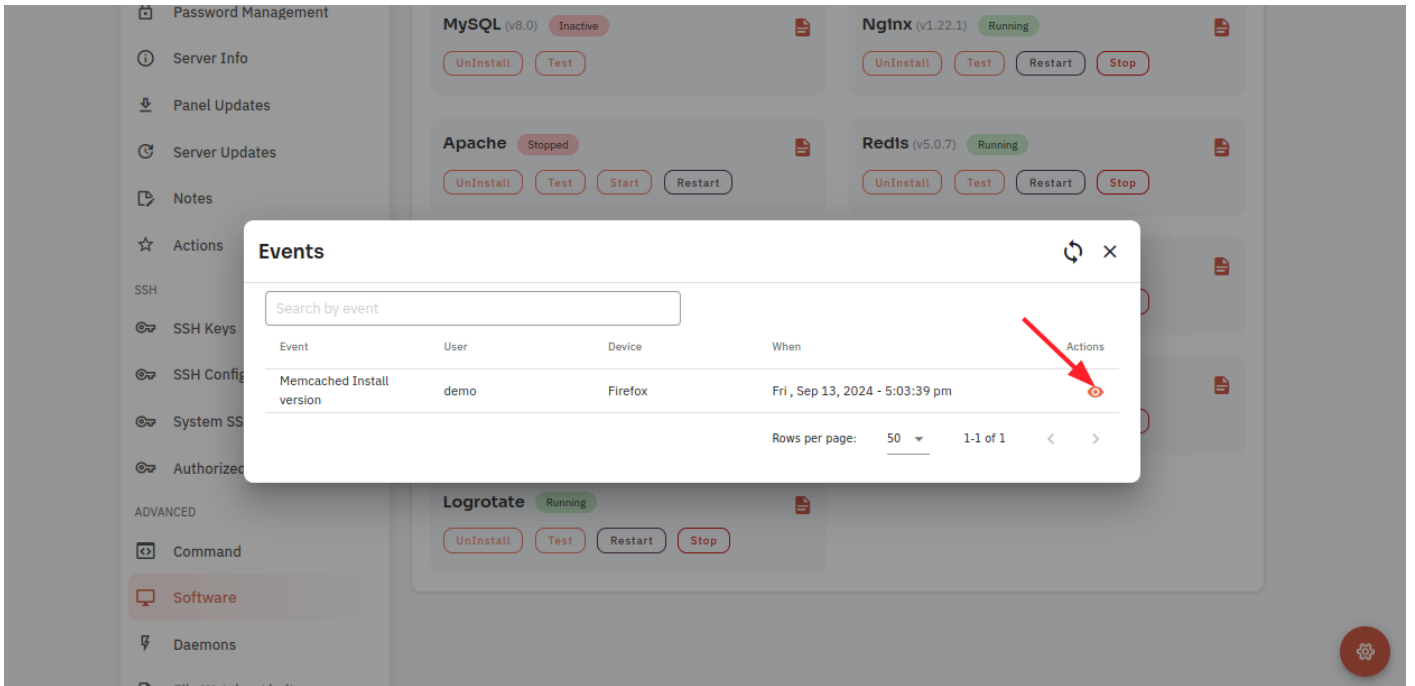 Password Management
Server Info
Panel Updates
Server Updates
Notes
Actions
SSH
SSH Keys
SSH Config
System SS
Authorized
ADVANCED
Command
Software
Daemons
MySQL (v8.0) Inactive
UnInstall Test
Nginx (v1.22.1) Running
UnInstall Test Restart Stop
Apache Stopped
UnInstall Test Start Restart
Redis (v5.0.7) Running
UnInstall Test Restart Stop
Events
Search by event
Event User Device When Actions
Memcached Install
version
demo Firefox Fri , Sep 13, 2024 - 5:03:39 pm
Rows per page: 50 1-1 of 1
Logrotate Running
UnInstall Test Restart Stop